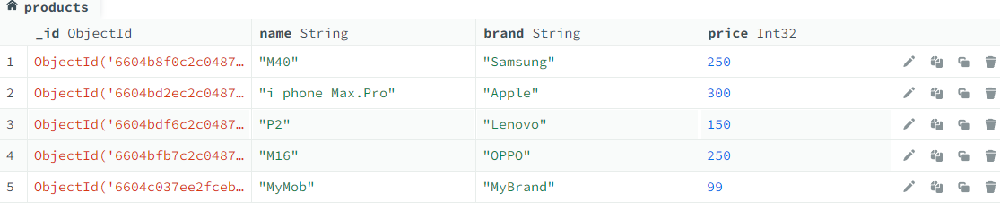 products
_id ObjectId name String brand String price Int32
1 ObjectId('6604b8f0c2c0487… "M40" "Samsung" 250
2 ObjectId('6604bd2ec2c0487… "i phone Max.Pro" "Apple" 300
3 ObjectId('6604bdf6c2c0487… "P2" "Lenovo" 150
4 ObjectId('6604bfb7c2c0487… "M16" "OPPO" 250
5 ObjectId('6604c037ee2fceb… "MyMob" "MyBrand" 99